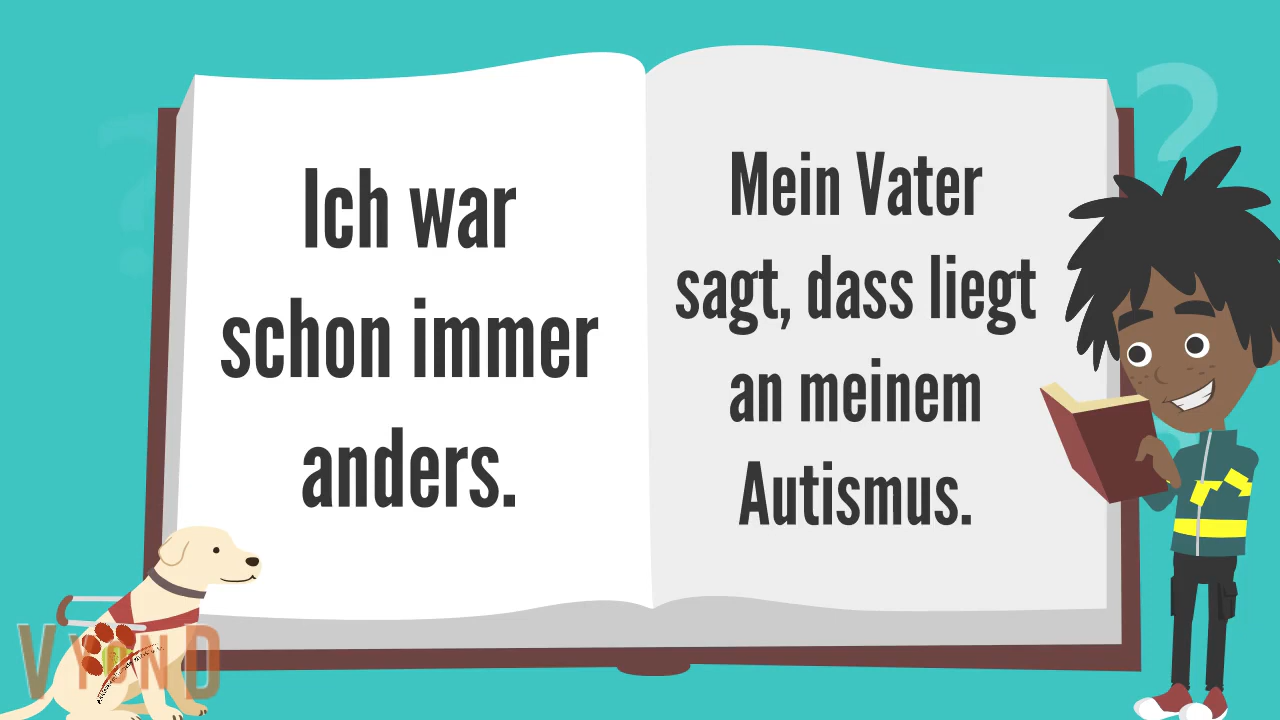 Ich war
schon immer
anders.
Mein Vater
sagt, dass liegt
an meinem
Autismus.
VYOND